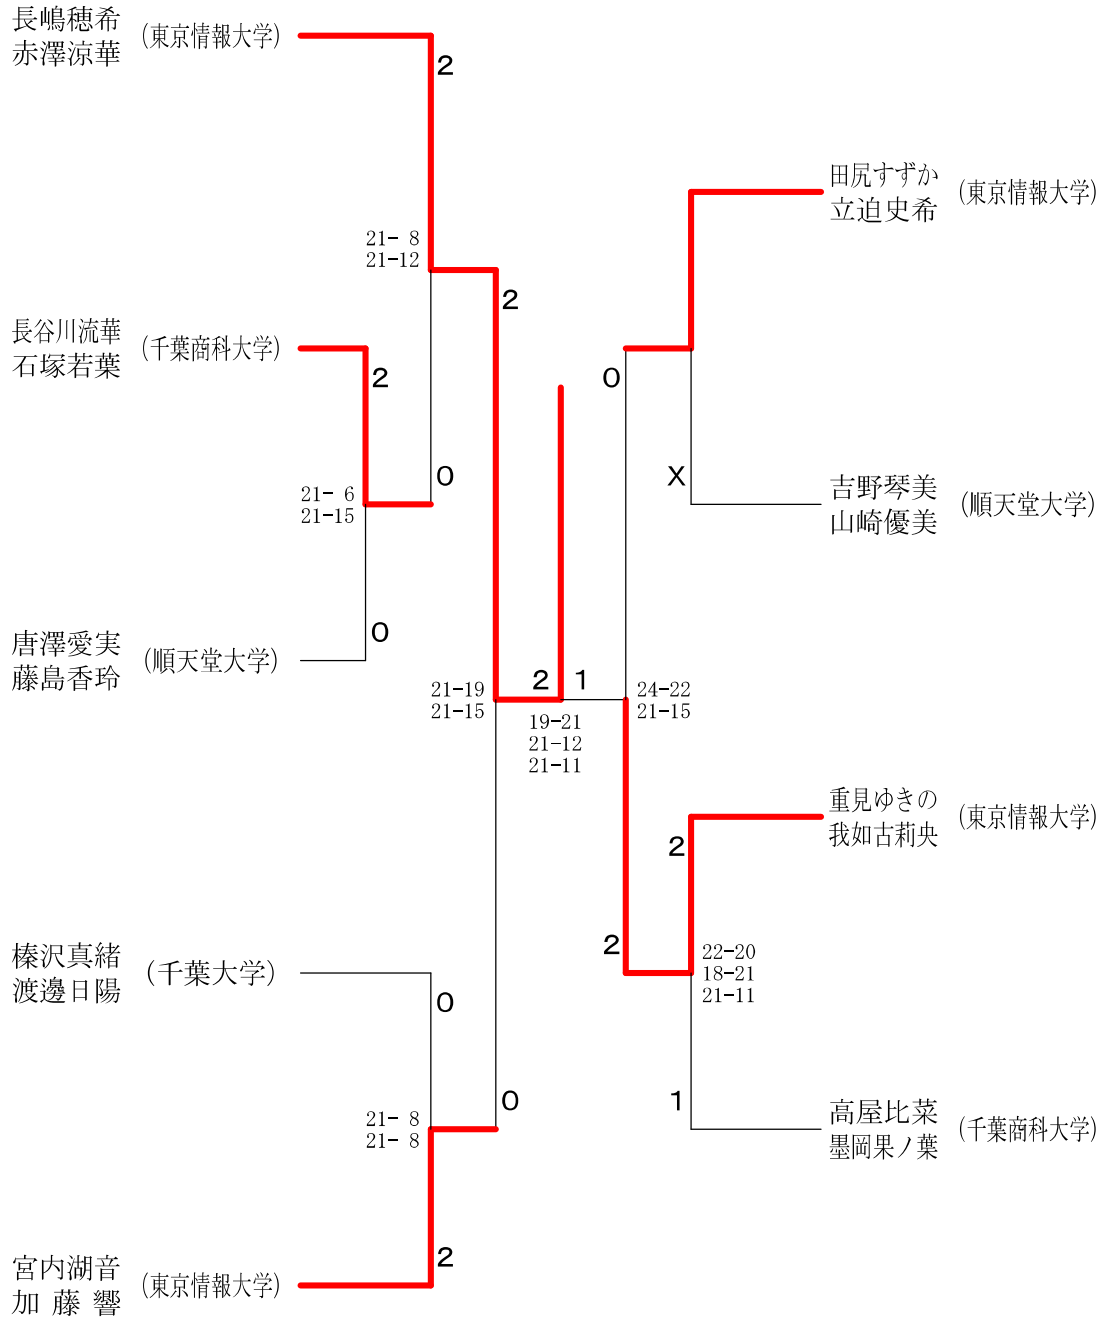 長嶋穂希
赤澤涼華
(東京情報大学)
2
21- 8
21-12
2
長谷川流華
石塚若葉
(千葉商科大学)
2
0
21- 6
21-15
唐澤愛実
藤島香玲
(順天堂大学)
0
21-19
21-15
2
1
19-21
21-12
21-11
榛沢真緒
渡邊日陽
(千葉大学)
0
21- 8
21- 8
0
宮内湖音
加藤響
(東京情報大学)
2
田尻すずか
立迫史希
(東京情報大学)
0
X
吉野琴美
山崎優美
(順天堂大学)
24-22
21-15
重見ゆきの
我如古莉央
(東京情報大学)
2
2
22-20
18-21
21-11
1
高屋比菜
墨岡果ノ葉
(千葉商科大学)